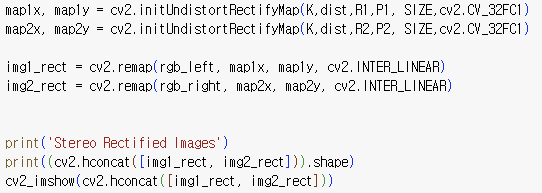 map1x, map1y = cv2.initUndistortRectifyMap(K,dist,R1,P1, SIZE,cv2.CV_32FC1)
map2x, map2y = cv2.initUndistortRectifyMap(K,dist,R2,P2, SIZE,cv2.CV_32FC1)
img1_rect = cv2.remap(rgb_left, map1x, map1y, cv2.INTER_LINEAR)
img2_rect = cv2.remap(rgb_right, map2x, map2y, cv2.INTER_LINEAR)
print('Stereo Rectified Images')
print((cv2.hconcat([img1_rect, img2_rect])).shape)
cv2_imshow(cv2.hconcat([img1_rect, img2_rect]))